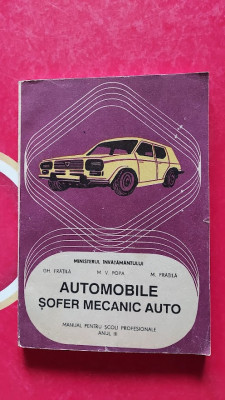 MINISTERUL ÎNVĂȚĂMÂNTULUI
GH. FRĂȚILĂ M. V. POPA M. FRĂȚILĂ
AUTOMOBILE
ȘOFER MECANIC AUTO
MANUAL PENTRU ȘCOLI PROFESIONALE
ANUL III